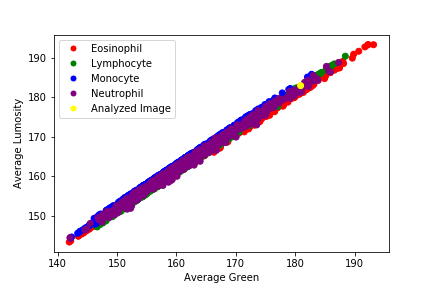 Eosinophil
Lymphocyte
Monocyte
Neutrophil
Analyzed Image
Average Lumosity
190
180
170
160
150
140 150 160 170 180 190
Average Green